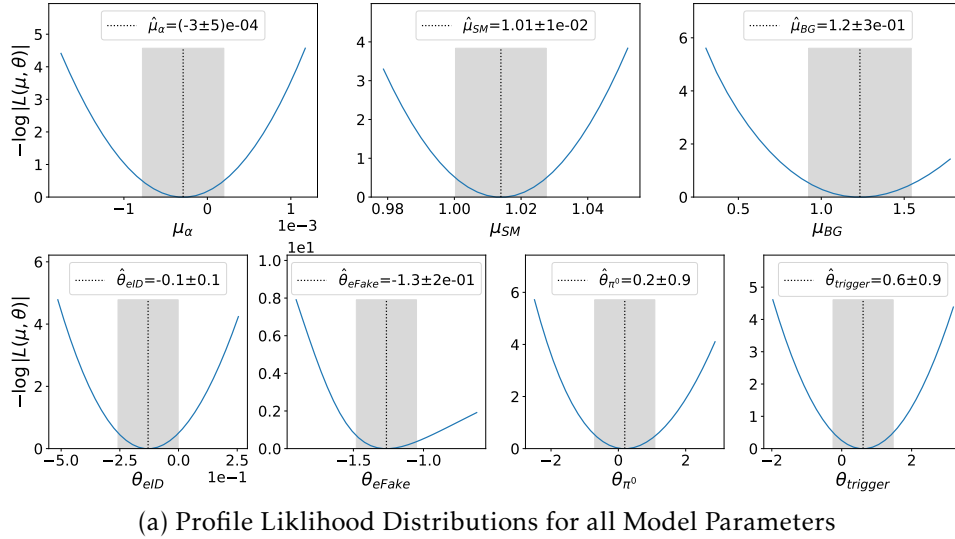 μ̂α=(-3±5)e-04
μ̂SM=1.01±1e-02
μ̂BG=1.2±3e-01
−log|L(μ, θ)|
5
4
3
2
1
0
4
3
2
1
0
6
4
2
0
−1
0
1
1e−3
0.98
1.00
1.02
1.04
0.5
1.0
1.5
μα
μSM
μBG
θ̂eID=-0.1±0.1
1e1
θ̂eFake=-1.3±2e-01
θ̂π0=0.2±0.9
θ̂trigger=0.6±0.9
−log|L(μ, θ)|
6
4
2
0
1.0
0.8
0.6
0.4
0.2
0.0
6
4
2
0
5
4
3
2
1
0
−5.0
−2.5
0.0
2.5
1e−1
−1.5
−1.0
−2
0
2
−2
0
2
θeID
θeFake
θπ0
θtrigger
(a) Profile Liklihood Distributions for all Model Parameters